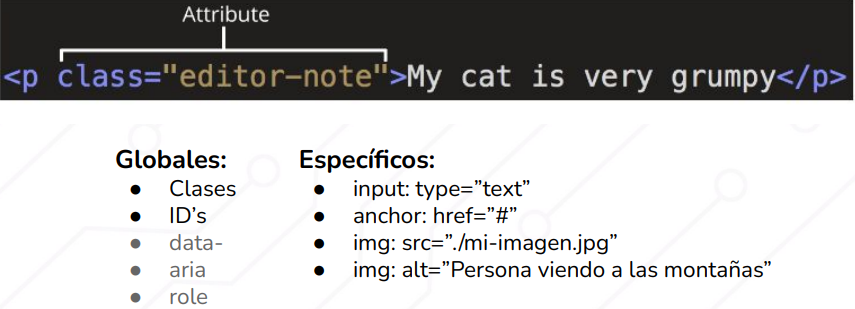 Attribute
<p class="editor-note">My cat is very grumpy</p>
Globales:
● Clases
● ID’s
● data-
● aria
● role
Específicos:
● input: type=”text”
● anchor: href=”#”
● img: src=”./mi-imagen.jpg”
● img: alt=”Persona viendo a las montañas”